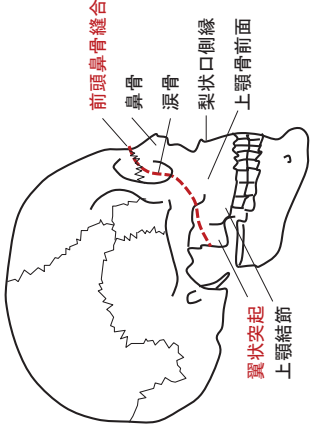 前頭鼻骨縫合
鼻骨
涙骨
梨状口側縁
上顎骨前面
翼状突起
上顎結節